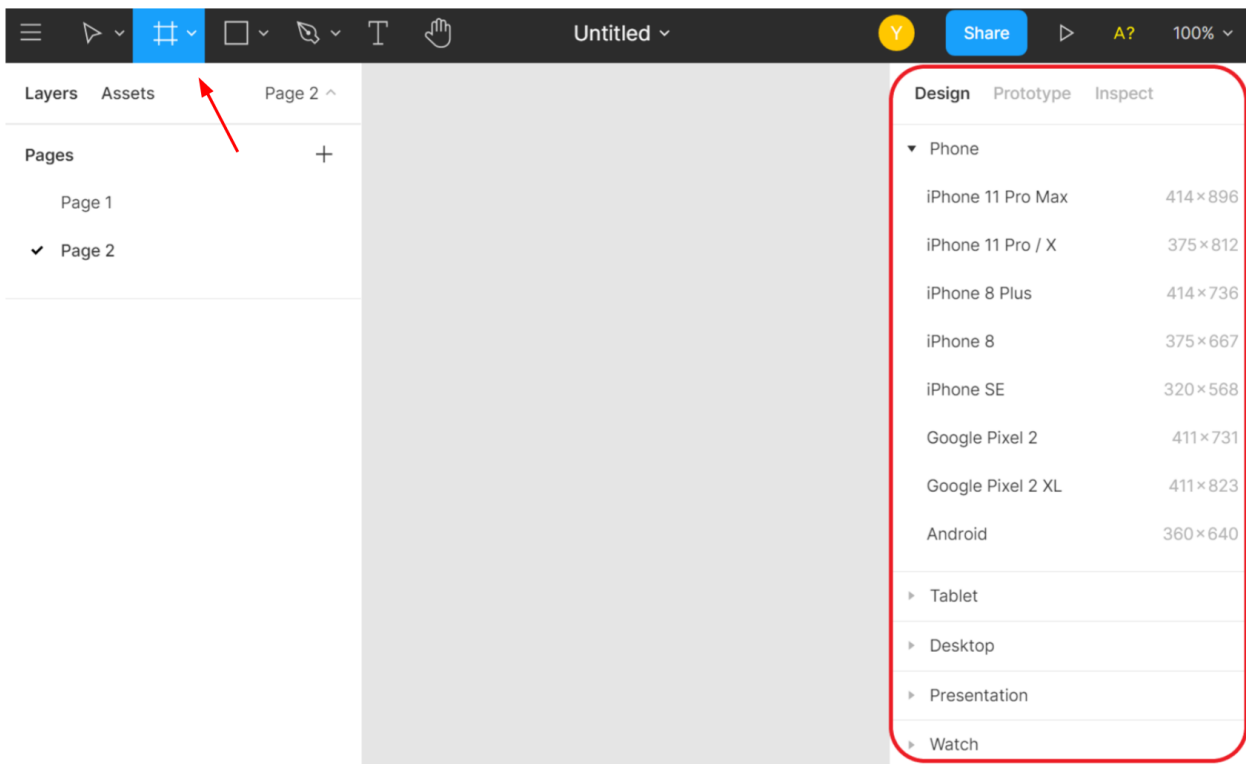 Untitled
Y
Share
A?
100%
Layers Assets Page 2
Pages
Page 1
Page 2
Design Prototype Inspect
Phone
iPhone 11 Pro Max 414×896
iPhone 11 Pro / X 375×812
iPhone 8 Plus 414×736
iPhone 8 375×667
iPhone SE 320×568
Google Pixel 2 411×731
Google Pixel 2 XL 411×823
Android 360×640
Tablet
Desktop
Presentation
Watch